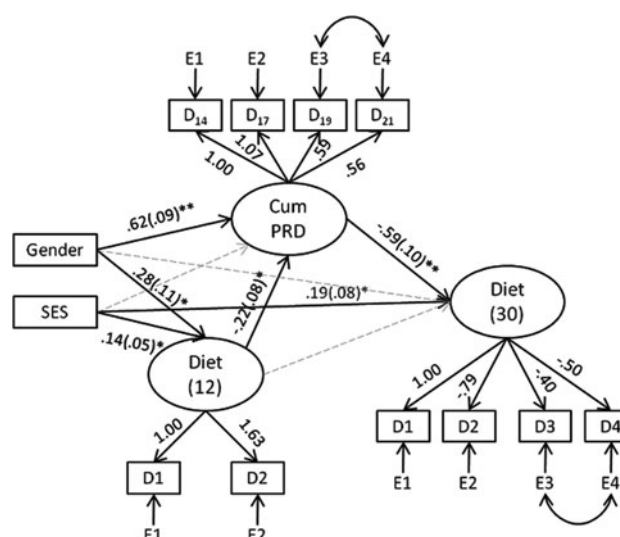 E1 E2 E3 E4
D14 D17 D19 D21
1.00 1.07 .59 .56
Cum
PRD
.62(.09)**
-.59(.10)**
Gender
.28(.11)*
-.22(.08)*
.19(.08)*
Diet
(30)
SES
.14(.05)*
Diet
(12)
1.00 -.79 -.40 -.50
D1 D2 D3 D4
E1 E2 E3 E4
1.00 1.63
D1 D2
E1 E2